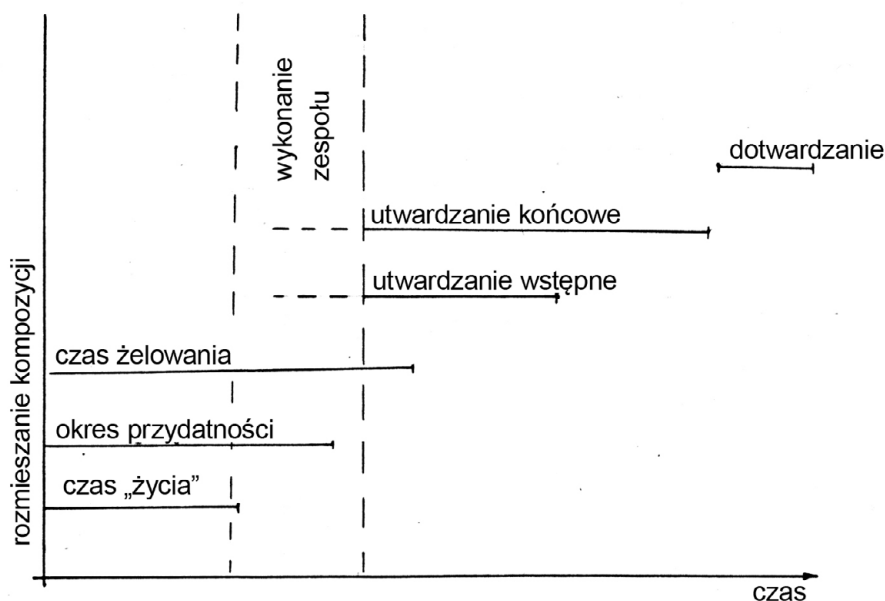 wykonanie
zespołu
dotwardzanie
utwardzanie końcowe
utwardzanie wstępne
czas żelowania
okres przydatności
czas „życia”
rozmieszanie kompozycji
czas